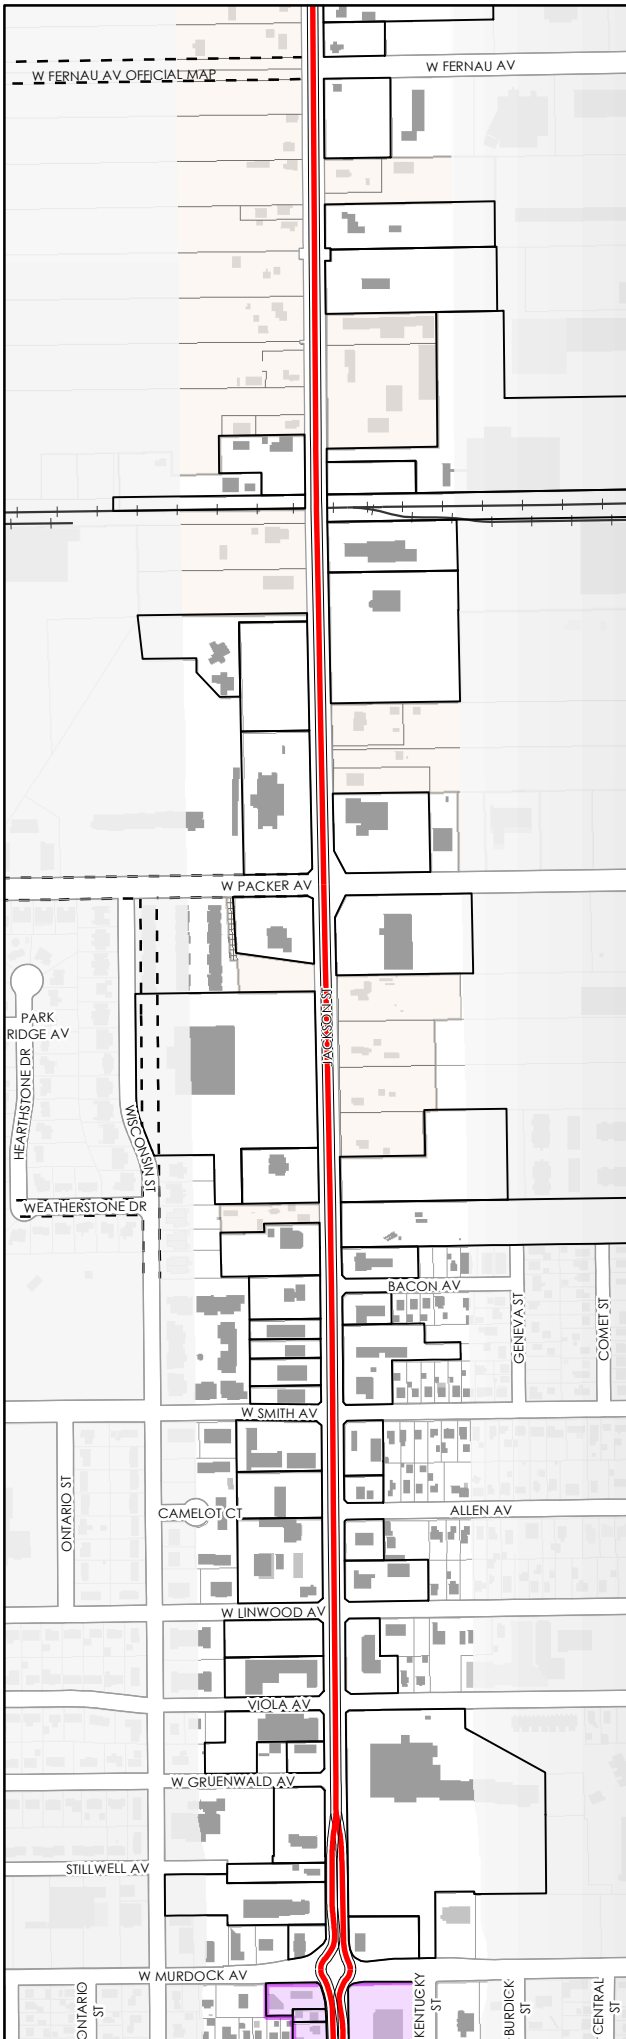 W FERNAU AV
W FERNAU AV OFFICIAL MAP
W PACKER AV
JACKSON ST
PARK
RIDGE AV
HEARTHSTONE DR
WISCONSIN ST
WEATHERSTONE DR
BACON AV
GENEVA ST
COMET ST
W SMITH AV
ONTARIO ST
CAMELOT CT
ALLEN AV
W LINWOOD AV
VIOLA AV
W GRUENWALD AV
STILLWELL AV
W MURDOCK AV
ONTARIO
ST
KENTUCKY
ST
BURDICK
ST
CENTRAL
ST